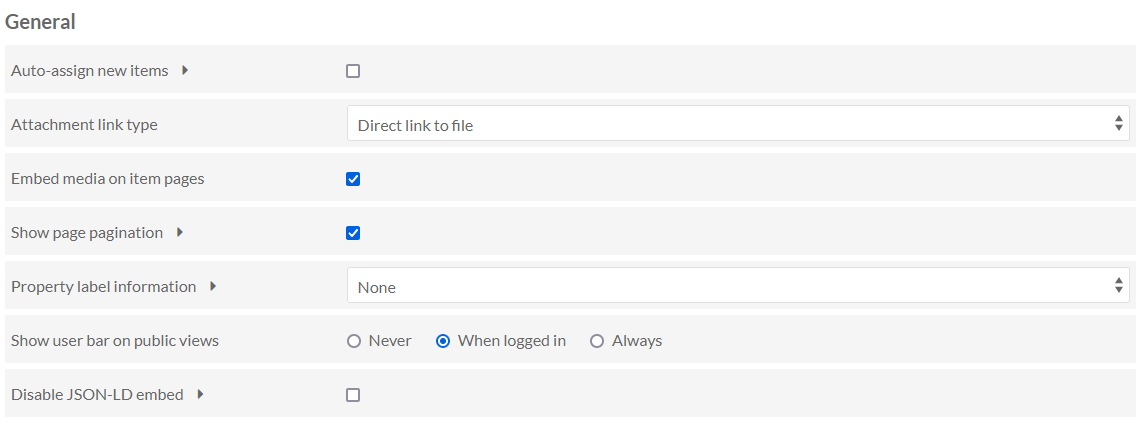 General
Auto-assign new items
Attachment link type
Direct link to file
Embed media on item pages
Show page pagination
Property label information
None
Show user bar on public views
Never When logged in Always
Disable JSON-LD embed